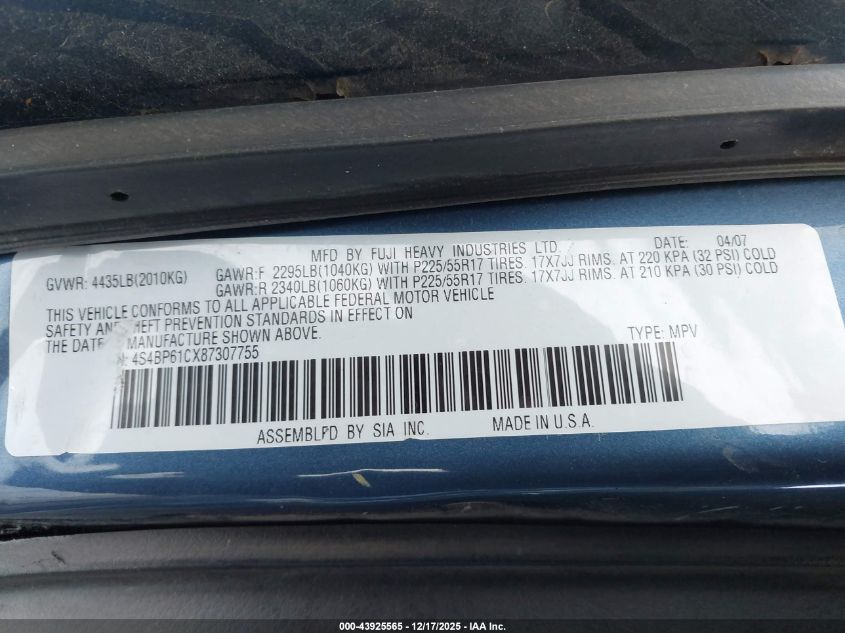 MFD BY FUJI HEAVY INDUSTRIES LTD. DATE: 04/07
GVWR: 4435LB(2010KG) GAWR:F 2295LB(1040KG) WITH P225/55R17 TIRES. 17X7JJ RIMS. AT 220 KPA (32 PSI) COLD
GAWR:R 2340LB(1060KG) WITH P225/55R17 TIRES. 17X7JJ RIMS. AT 210 KPA (30 PSI) COLD
THIS VEHICLE CONFORMS TO ALL APPLICABLE FEDERAL MOTOR VEHICLE
SAFETY AND THEFT PREVENTION STANDARDS IN EFFECT ON
THE DATE MANUFACTURE SHOWN ABOVE.
4S4BP61CX87307755 TYPE: MPV
ASSEMBLED BY SIA INC. MADE IN U.S.A.
000-43925565 - 12/17/2025 - IAA Inc.